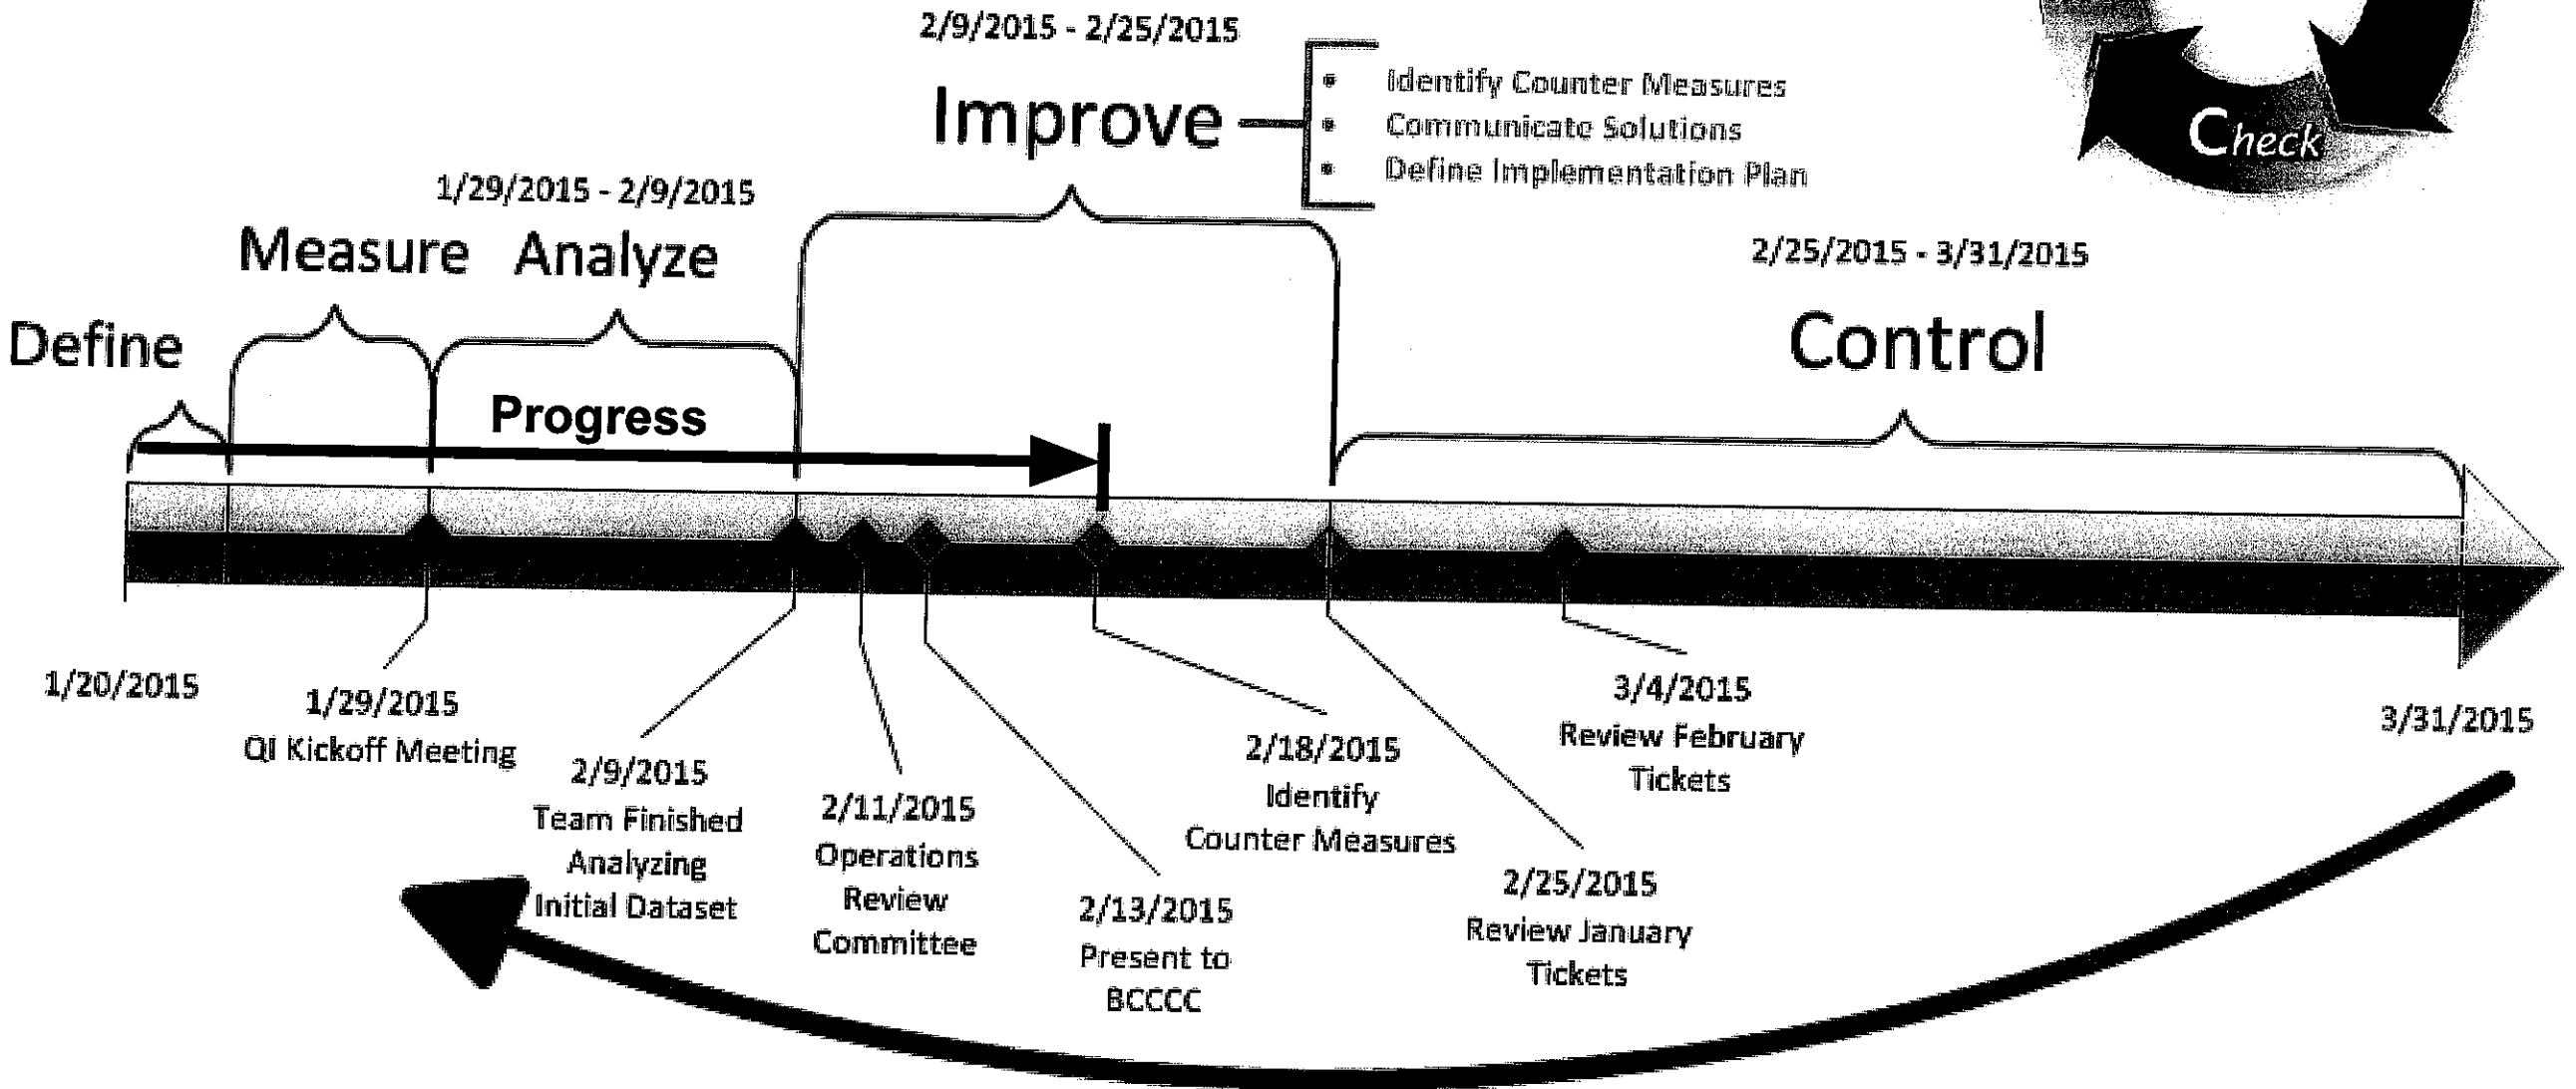 2/9/2015 - 2/25/2015
Improve
• Identify Counter Measures
• Communicate Solutions
• Define Implementation Plan
Check
1/29/2015 - 2/9/2015
Measure Analyze
2/25/2015 - 3/31/2015
Define
Control
Progress
1/20/2015
1/29/2015
QI Kickoff Meeting
2/9/2015
Team Finished
Analyzing
Initial Dataset
2/11/2015
Operations
Review
Committee
2/13/2015
Present to
BCCCC
2/18/2015
Identify
Counter Measures
2/25/2015
Review January
Tickets
3/4/2015
Review February
Tickets
3/31/2015